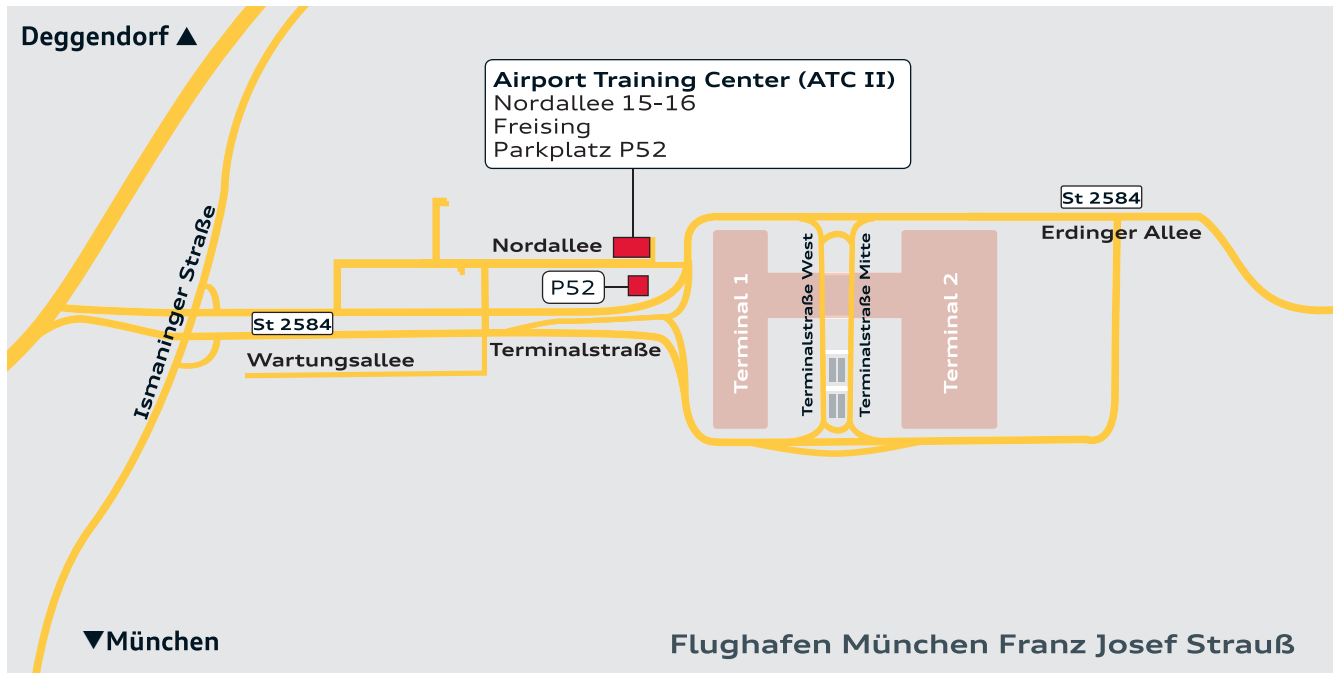 Deggendorf ▲
Airport Training Center (ATC II)
Nordallee 15-16
Freising
Parkplatz P52
St 2584
Erdinger Allee
Nordallee
P52
Ismaninger Straße
St 2584
Wartungsallee
Terminalstraße
Terminal 1
Terminalstraße West
Terminalstraße Mitte
Terminal 2
▼München
Flughafen München Franz Josef Strauß